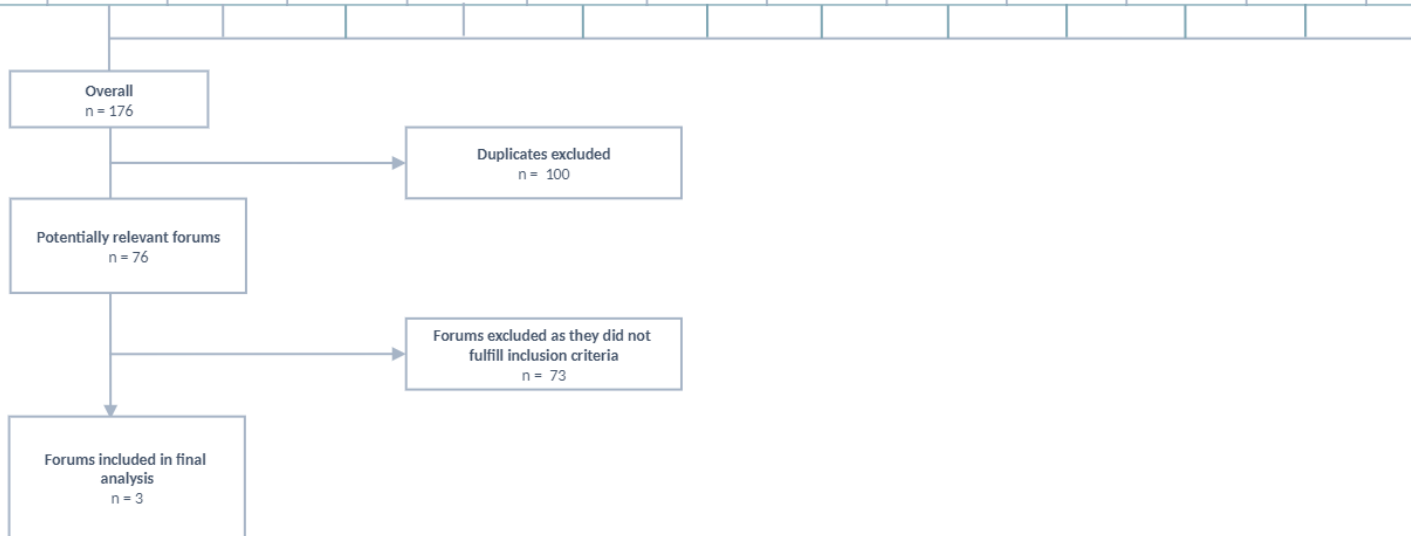 Overall
n = 176
Duplicates excluded
n =  100
Potentially relevant forums
n = 76
Forums excluded as they did not
fulfill inclusion criteria
n =  73
Forums included in final
analysis
n = 3